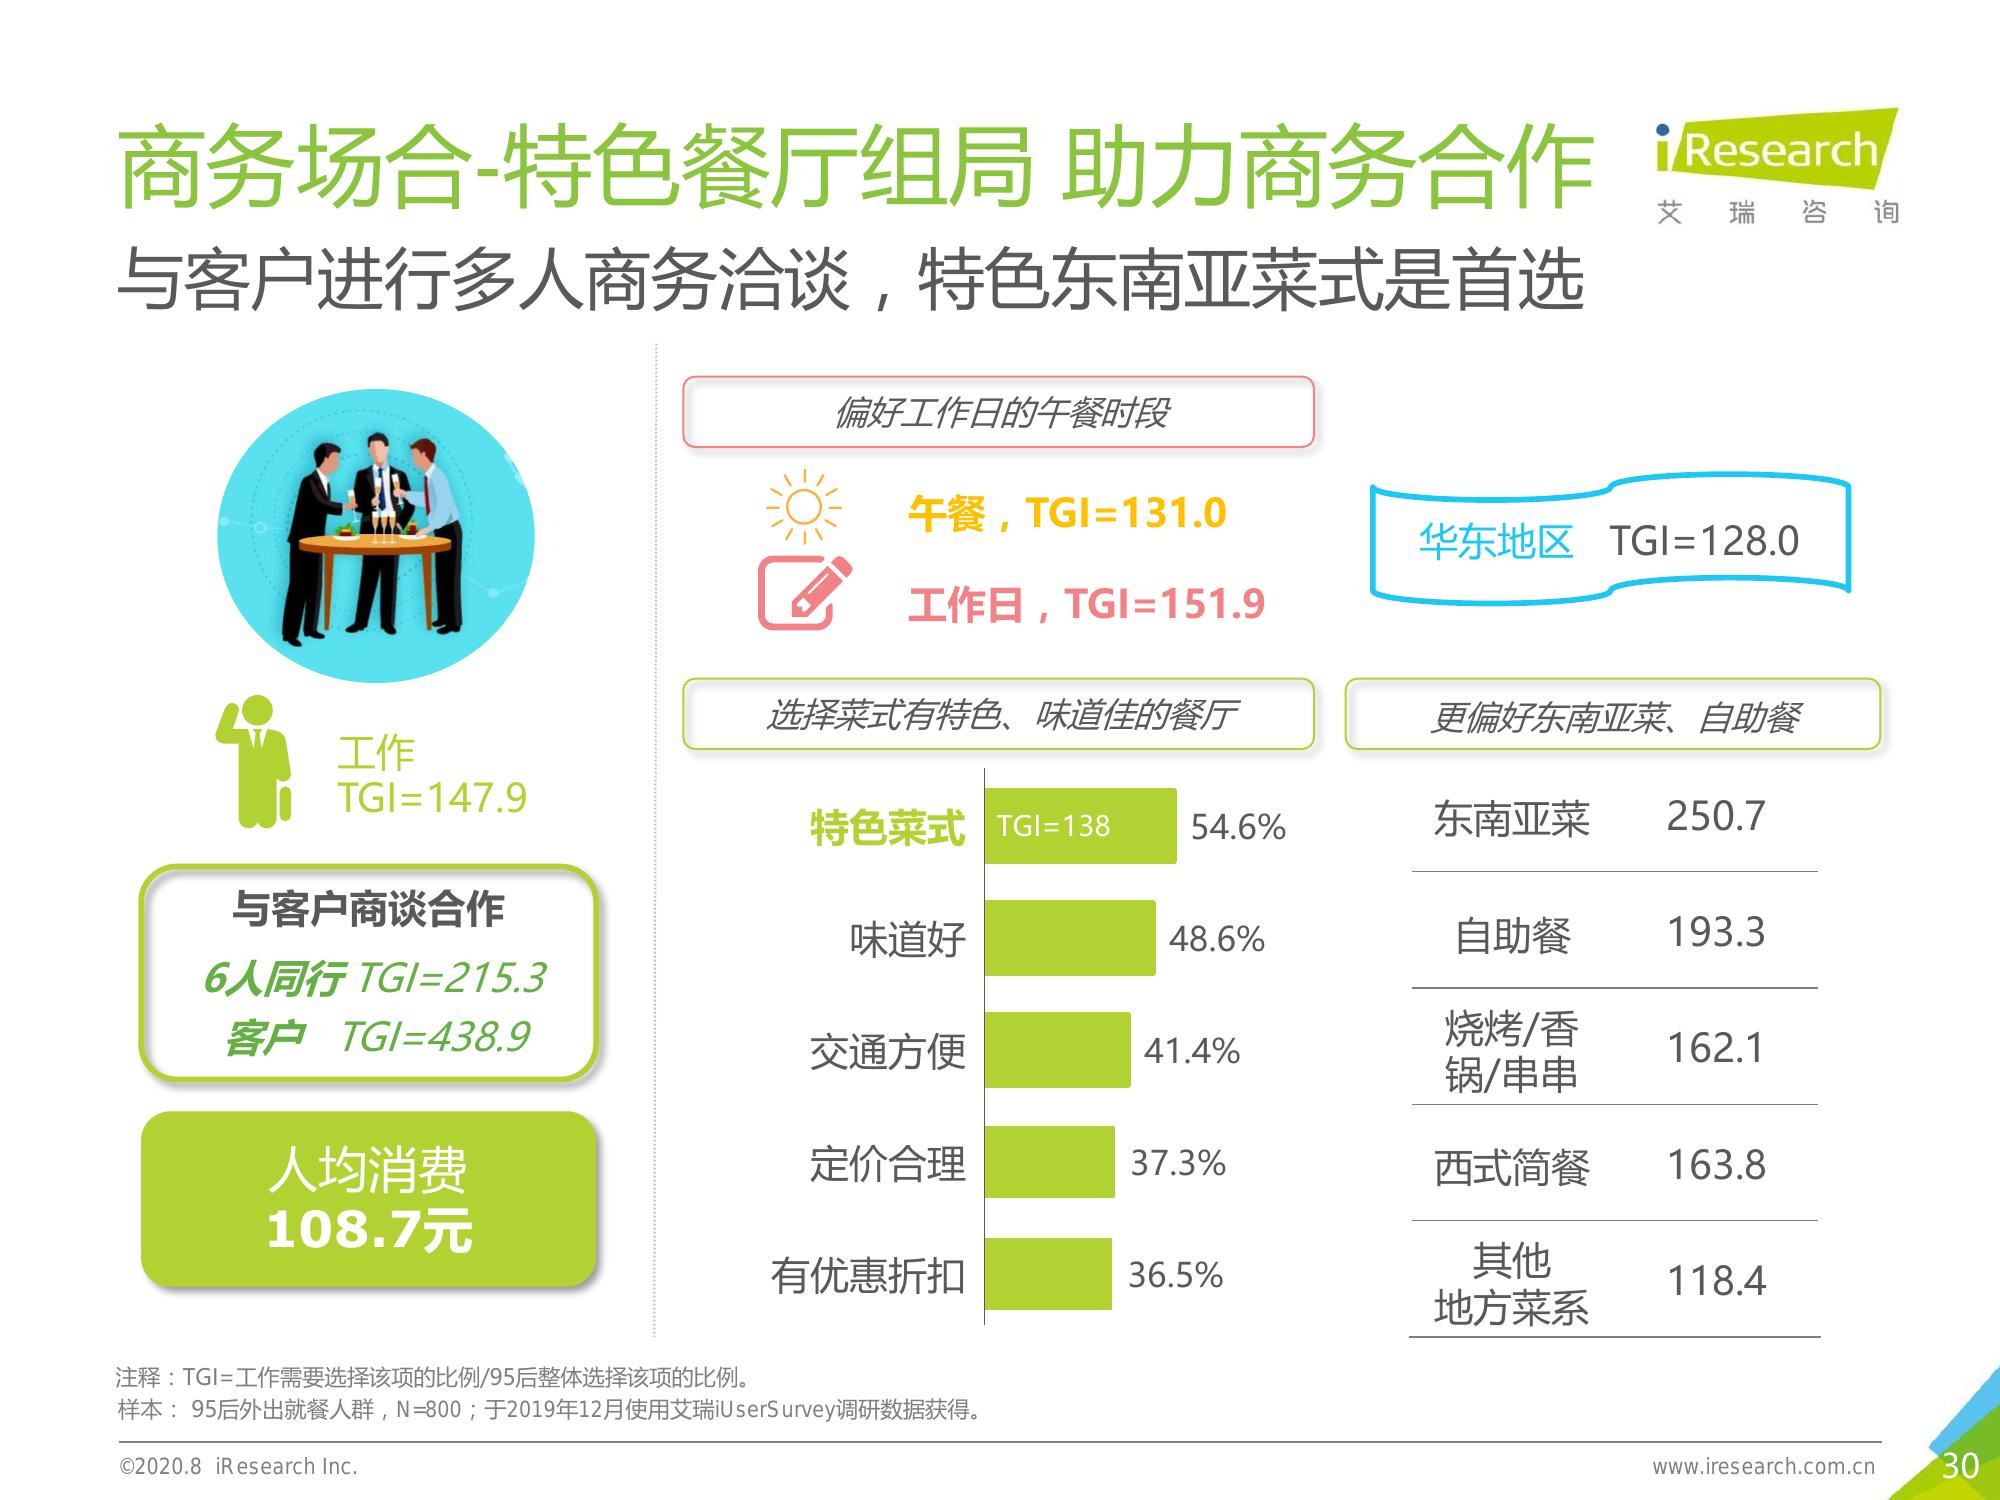 商务场合-特色餐厅组局 助力商务合作
iResearch
艾瑞咨询
与客户进行多人商务洽谈，特色东南亚菜式是首选
工作
TGI=147.9
与客户商谈合作
6人同行 TGI=215.3
客户 TGI=438.9
人均消费
108.7元
偏好工作日的午餐时段
午餐，TGI=131.0
工作日，TGI=151.9
华东地区 TGI=128.0
选择菜式有特色、味道佳的餐厅
特色菜式 TGI=138 54.6%
味道好 48.6%
交通方便 41.4%
定价合理 37.3%
有优惠折扣 36.5%
更偏好东南亚菜、自助餐
东南亚菜 250.7
自助餐 193.3
烧烤/香
锅/串串 162.1
西式简餐 163.8
其他
地方菜系 118.4
注释：TGI=工作需要选择该项的比例/95后整体选择该项的比例。
样本： 95后外出就餐人群，N=800；于2019年12月使用艾瑞iUserSurvey调研数据获得。
©2020.8 iResearch Inc.
www.iresearch.com.cn
30